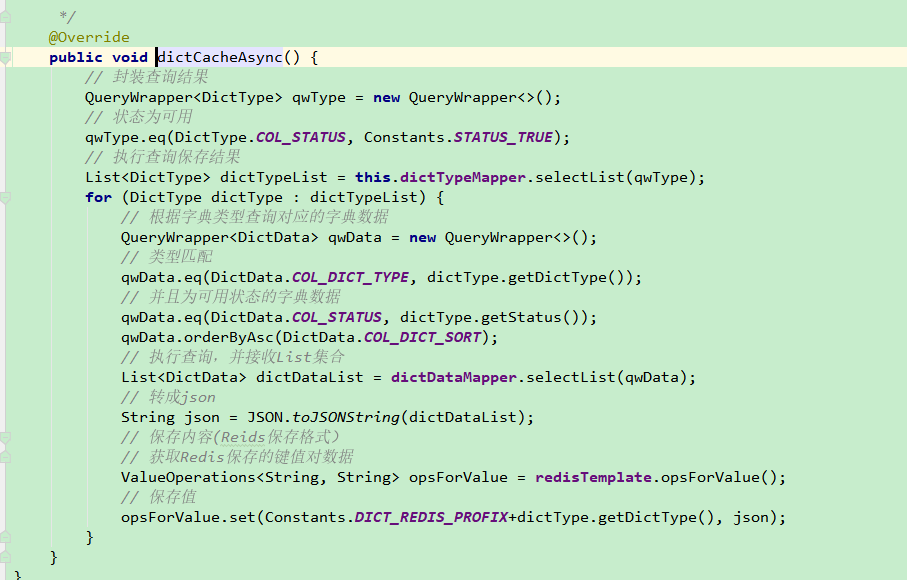 */
@Override
public void dictCacheAsync() {
// 封装查询结果
QueryWrapper<DictType> qwType = new QueryWrapper<>();
// 状态为可用
qwType.eq(DictType.COL_STATUS, Constants.STATUS_TRUE);
// 执行查询保存结果
List<DictType> dictTypeList = this.dictTypeMapper.selectList(qwType);
for (DictType dictType : dictTypeList) {
// 根据字典类型查询对应的字典数据
QueryWrapper<DictData> qwData = new QueryWrapper<>();
// 类型匹配
qwData.eq(DictData.COL_DICT_TYPE, dictType.getDictType());
// 并且为可用状态的字典数据
qwData.eq(DictData.COL_STATUS, dictType.getStatus());
qwData.orderByAsc(DictData.COL_DICT_SORT);
// 执行查询，并接收List集合
List<DictData> dictDataList = dictDataMapper.selectList(qwData);
// 转成json
String json = JSON.toJSONString(dictDataList);
// 保存内容(Reids保存格式）
// 获取Redis保存的键值对数据
ValueOperations<String, String> opsForValue = redisTemplate.opsForValue();
// 保存值
opsForValue.set(Constants.DICT_REDIS_PROFIX+dictType.getDictType(), json);
}
}
}